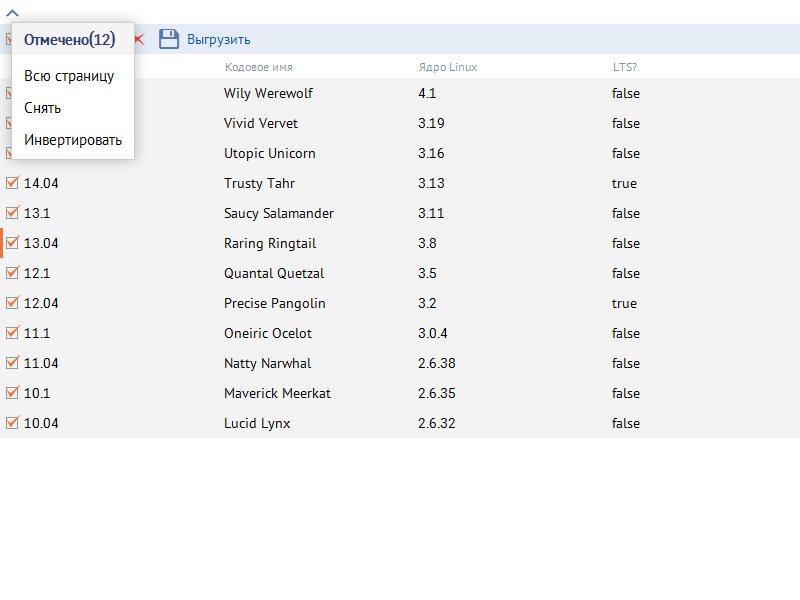 Отмечено(12) Выгрузить
Кодовое имя Ядро Linux LTS?
Всю страницу
Wily Werewolf 4.1 false
Снять
Vivid Vervet 3.19 false
Инвертировать
Utopic Unicorn 3.16 false
14.04 Trusty Tahr 3.13 true
13.1 Saucy Salamander 3.11 false
13.04 Raring Ringtail 3.8 false
12.1 Quantal Quetzal 3.5 false
12.04 Precise Pangolin 3.2 true
11.1 Oneiric Ocelot 3.0.4 false
11.04 Natty Narwhal 2.6.38 false
10.1 Maverick Meerkat 2.6.35 false
10.04 Lucid Lynx 2.6.32 false